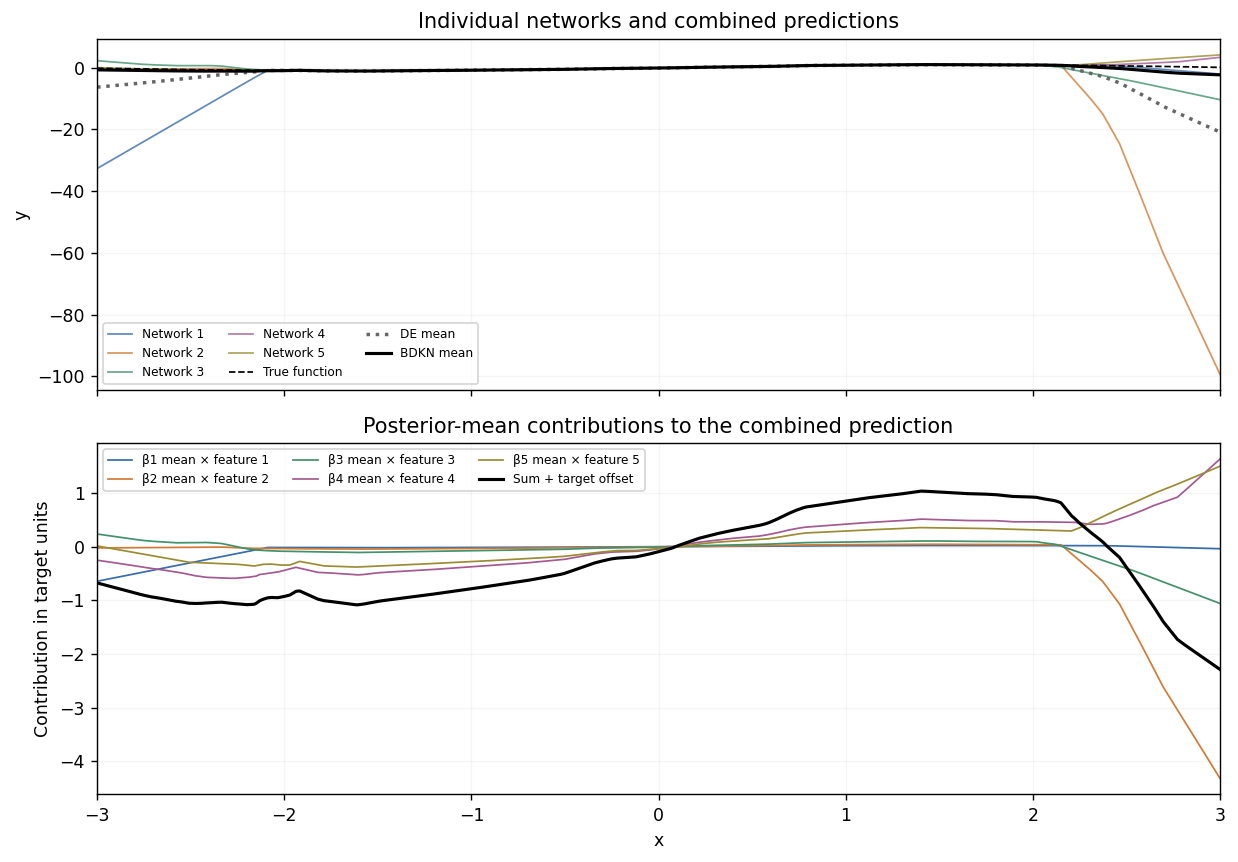 Individual networks and combined predictions
0
−20
−40
−60
−80
−100
y
Network 1 Network 4 DE mean
Network 2 Network 5 BDKN mean
Network 3 True function
Posterior-mean contributions to the combined prediction
β1 mean × feature 1 β3 mean × feature 3 β5 mean × feature 5
β2 mean × feature 2 β4 mean × feature 4 Sum + target offset
1
0
−1
−2
−3
−4
Contribution in target units
−3 −2 −1 0 1 2 3
x